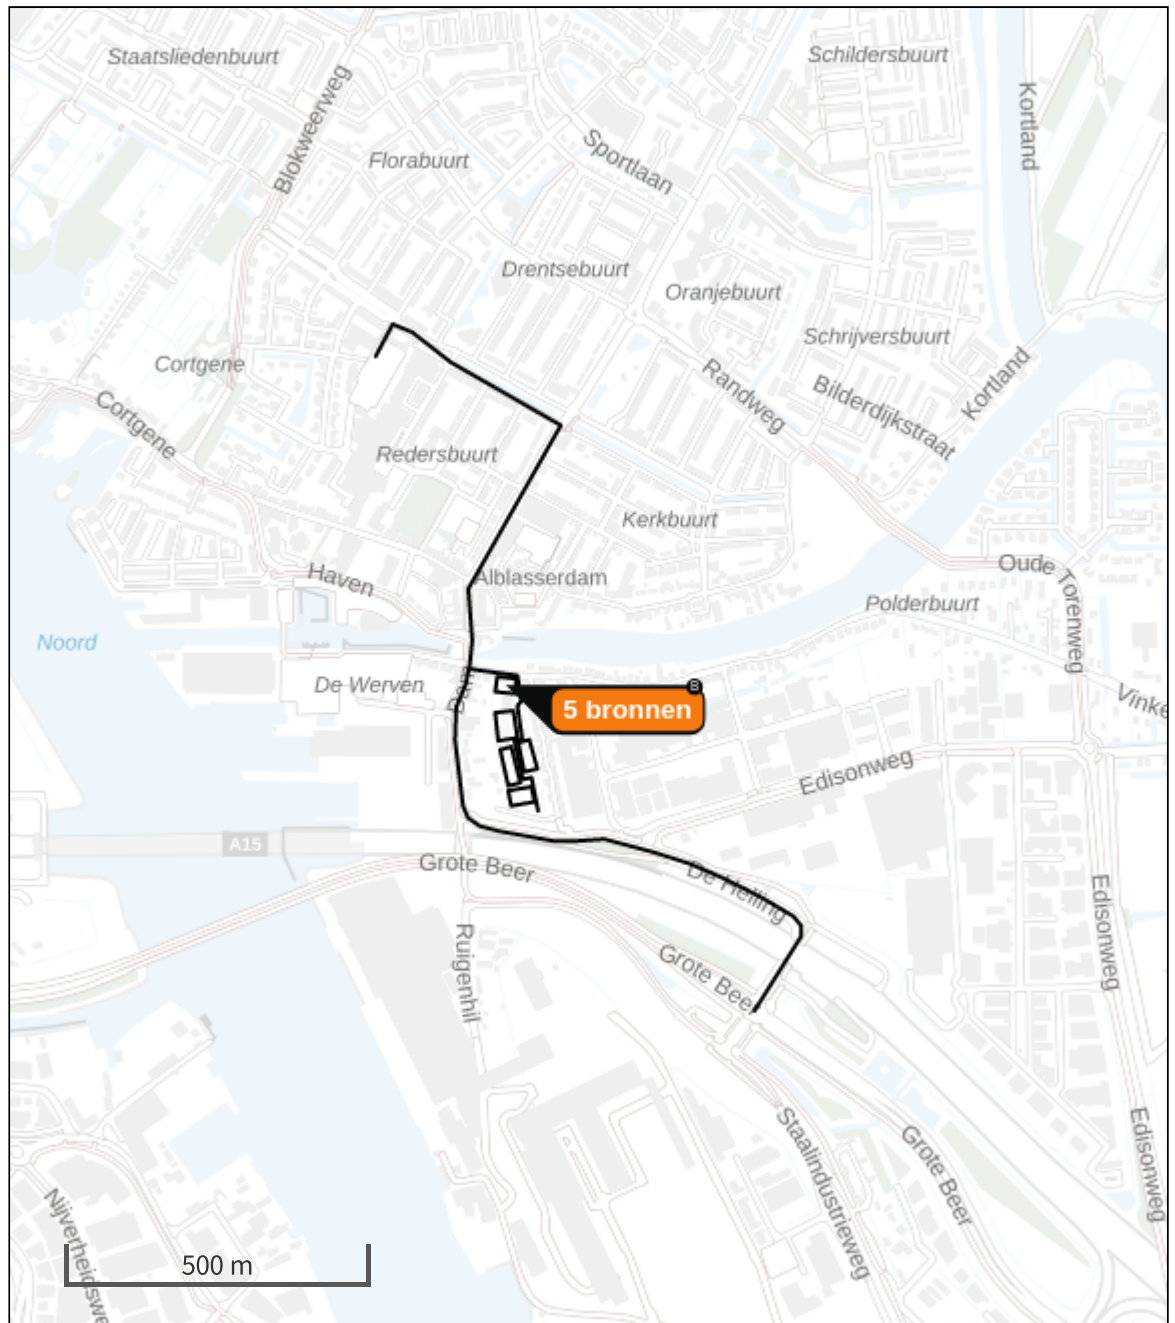 Staatsliedenbuurt
Schildersbuurt
Blokweerweg
Kortland
Sportlaan
Florabuurt
Drentsebuurt
Oranjebuurt
Schrijversbuurt
Cortgene
Kortland
Randweg
Bilderdijkstraat
Cortgene
Redersbuurt
Kerkbuurt
Oude Torenweg
Haven
Alblasserdam
Polderbuurt
Noord
De Werven
Dam
B
5 bronnen
Vinke
Edisonweg
A15
Grote Beer
De Helling
Edisonweg
Ruigenhil
Grote Beer
Staalindustrieweg
Grote Beer
Edisonweg
Nijverheidswe
500 m